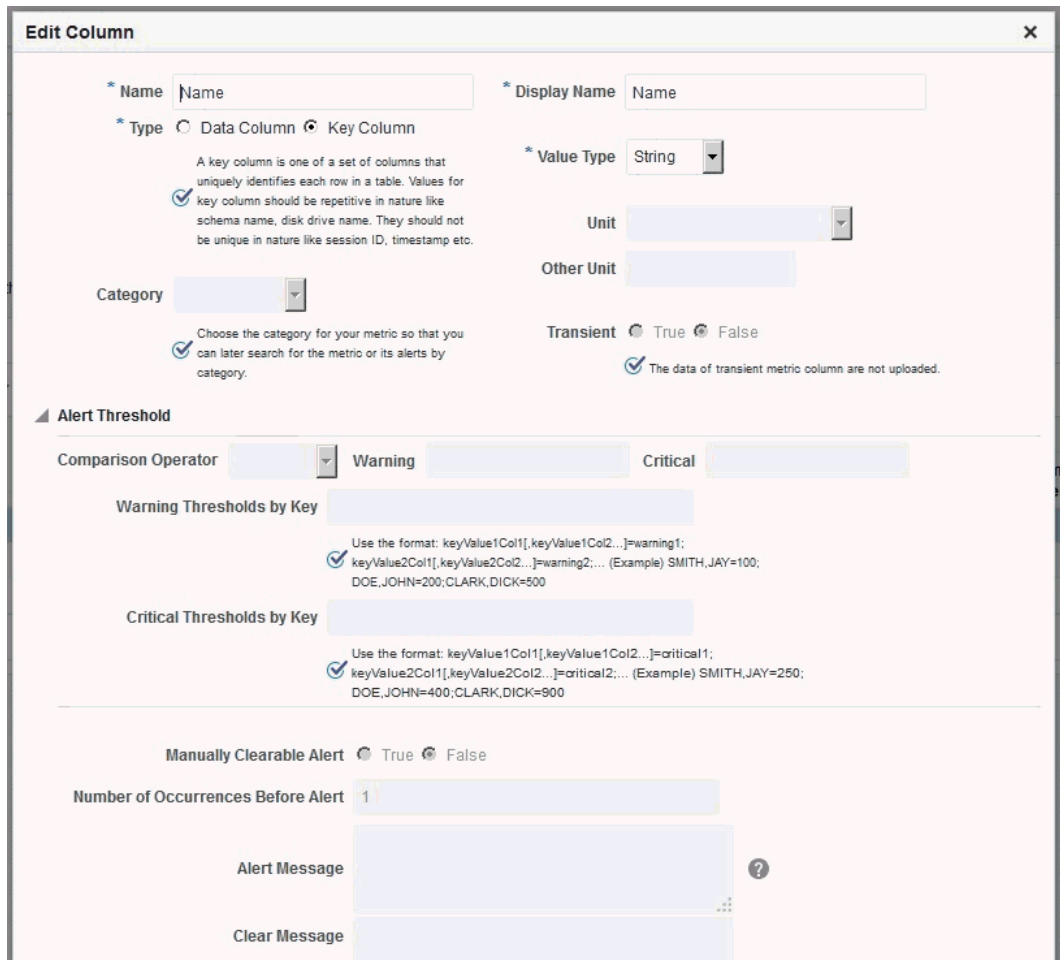 Edit Column
* Name Name
* Display Name Name
* Type Data Column Key Column
* Value Type String
A key column is one of a set of columns that
uniquely identifies each row in a table. Values for
key column should be repetitive in nature like
schema name, disk drive name. They should not
be unique in nature like session ID, timestamp etc.
Unit
Other Unit
Category
Choose the category for your metric so that you
can later search for the metric or its alerts by
category.
Transient True False
The data of transient metric column are not uploaded.
Alert Threshold
Comparison Operator Warning Critical
Warning Thresholds by Key
Use the format: keyValue1Col1[,keyValue1Col2...]=warning1;
keyValue2Col1[,keyValue2Col2...]=warning2;... (Example) SMITH,JAY=100;
DOE,JOHN=200;CLARK,DICK=500
Critical Thresholds by Key
Use the format: keyValue1Col1[,keyValue1Col2...]=critical1;
keyValue2Col1[,keyValue2Col2...]=critical2;... (Example) SMITH,JAY=250;
DOE,JOHN=400;CLARK,DICK=900
Manually Clearable Alert True False
Number of Occurrences Before Alert 1
Alert Message ?
Clear Message